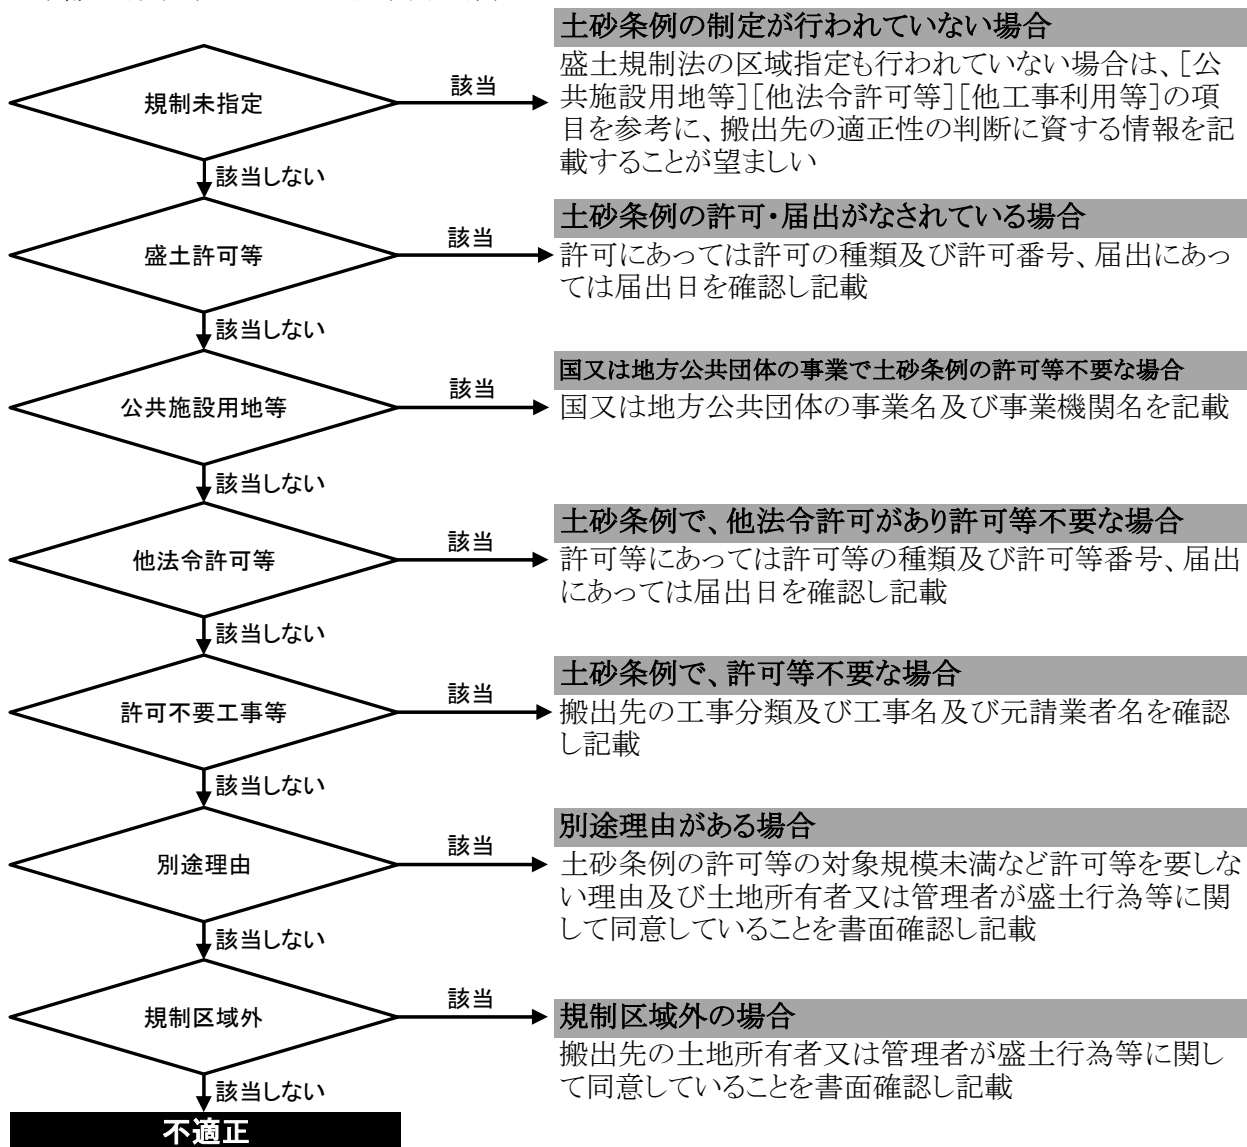 土砂条例の制定が行われていない場合
規制未指定
該当
盛土規制法の区域指定も行われていない場合は、[公
共施設用地等][他法令許可等][他工事利用等]の項
目を参考に、搬出先の適正性の判断に資する情報を記
載することが望ましい
該当しない
土砂条例の許可・届出がなされている場合
盛土許可等
該当
許可にあっては許可の種類及び許可番号、届出にあっ
ては届出日を確認し記載
該当しない
国又は地方公共団体の事業で土砂条例の許可等不要な場合
公共施設用地等
該当
国又は地方公共団体の事業名及び事業機関名を記載
該当しない
土砂条例で、他法令許可があり許可等不要な場合
他法令許可等
該当
許可等にあっては許可等の種類及び許可等番号、届出
にあっては届出日を確認し記載
該当しない
土砂条例で、許可等不要な場合
許可不要工事等
該当
搬出先の工事分類及び工事名及び元請業者名を確認
し記載
該当しない
別途理由がある場合
別途理由
該当
土砂条例の許可等の対象規模未満など許可等を要しな
い理由及び土地所有者又は管理者が盛土行為等に関
して同意していることを書面確認し記載
該当しない
規制区域外の場合
規制区域外
該当
搬出先の土地所有者又は管理者が盛土行為等に関し
て同意していることを書面確認し記載
該当しない
不適正